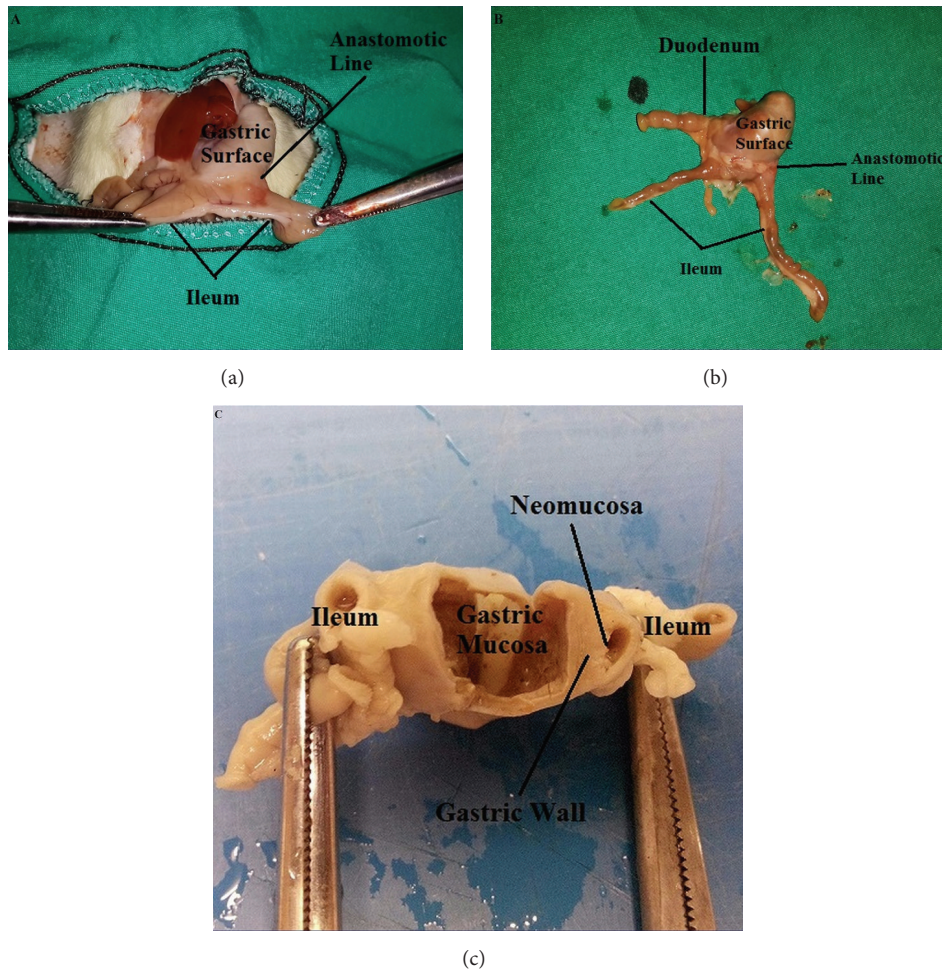 A
Anastomotic
Line
Gastric
Surface
Ileum
(a)
B
Duodenum
Gastric
Surface
Anastomotic
Line
Ileum
(b)
C
Neomucosa
Ileum
Gastric
Mucosa
Ileum
Gastric Wall
(c)